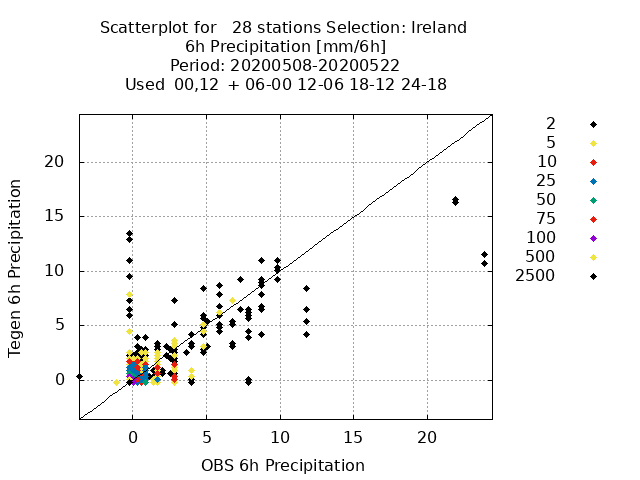 Scatterplot for   28 stations Selection: Ireland
6h Precipitation [mm/6h]
Period: 20200508-20200522
Used  00,12  + 06-00 12-06 18-12 24-18
Tegen 6h Precipitation
20
15
10
5
0
0 5 10 15 20
OBS 6h Precipitation
2
5
10
25
50
75
100
500
2500